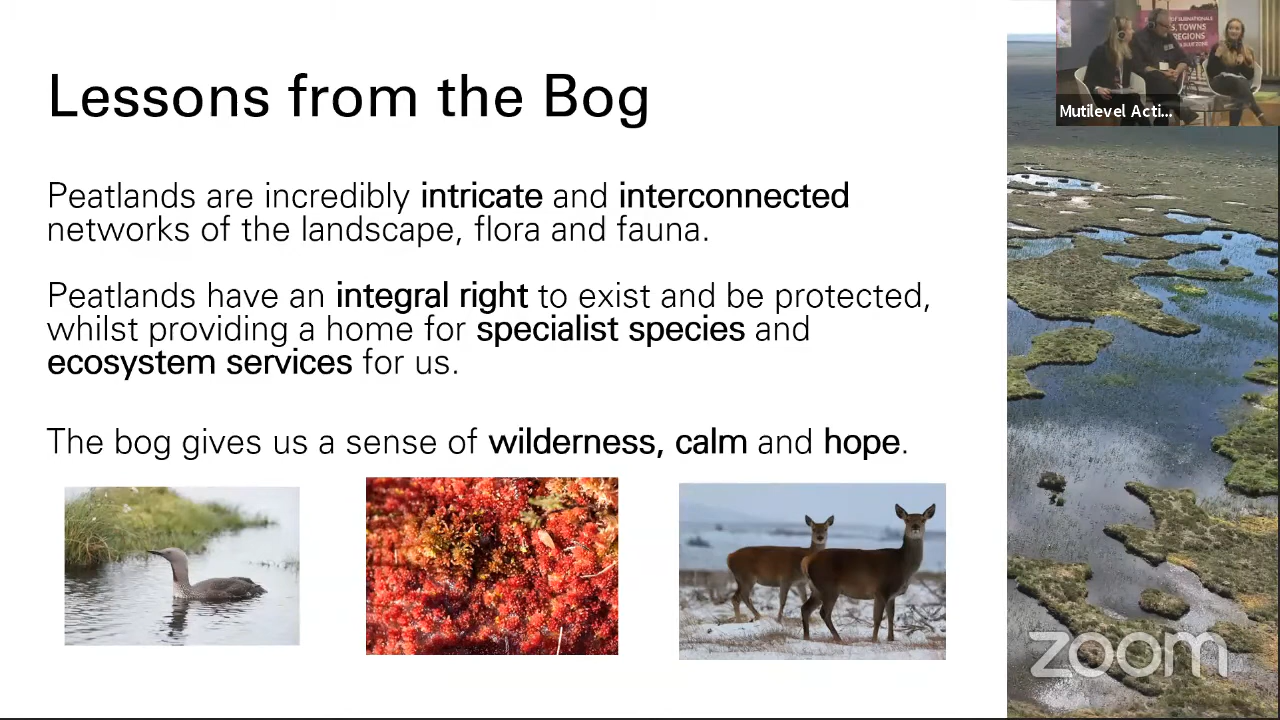 Lessons from the Bog
Peatlands are incredibly intricate and interconnected
networks of the landscape, flora and fauna.
Peatlands have an integral right to exist and be protected,
whilst providing a home for specialist species and
ecosystem services for us.
The bog gives us a sense of wilderness, calm and hope.
TOWNS
REGIONS
Mutilevel Acti...
zoom